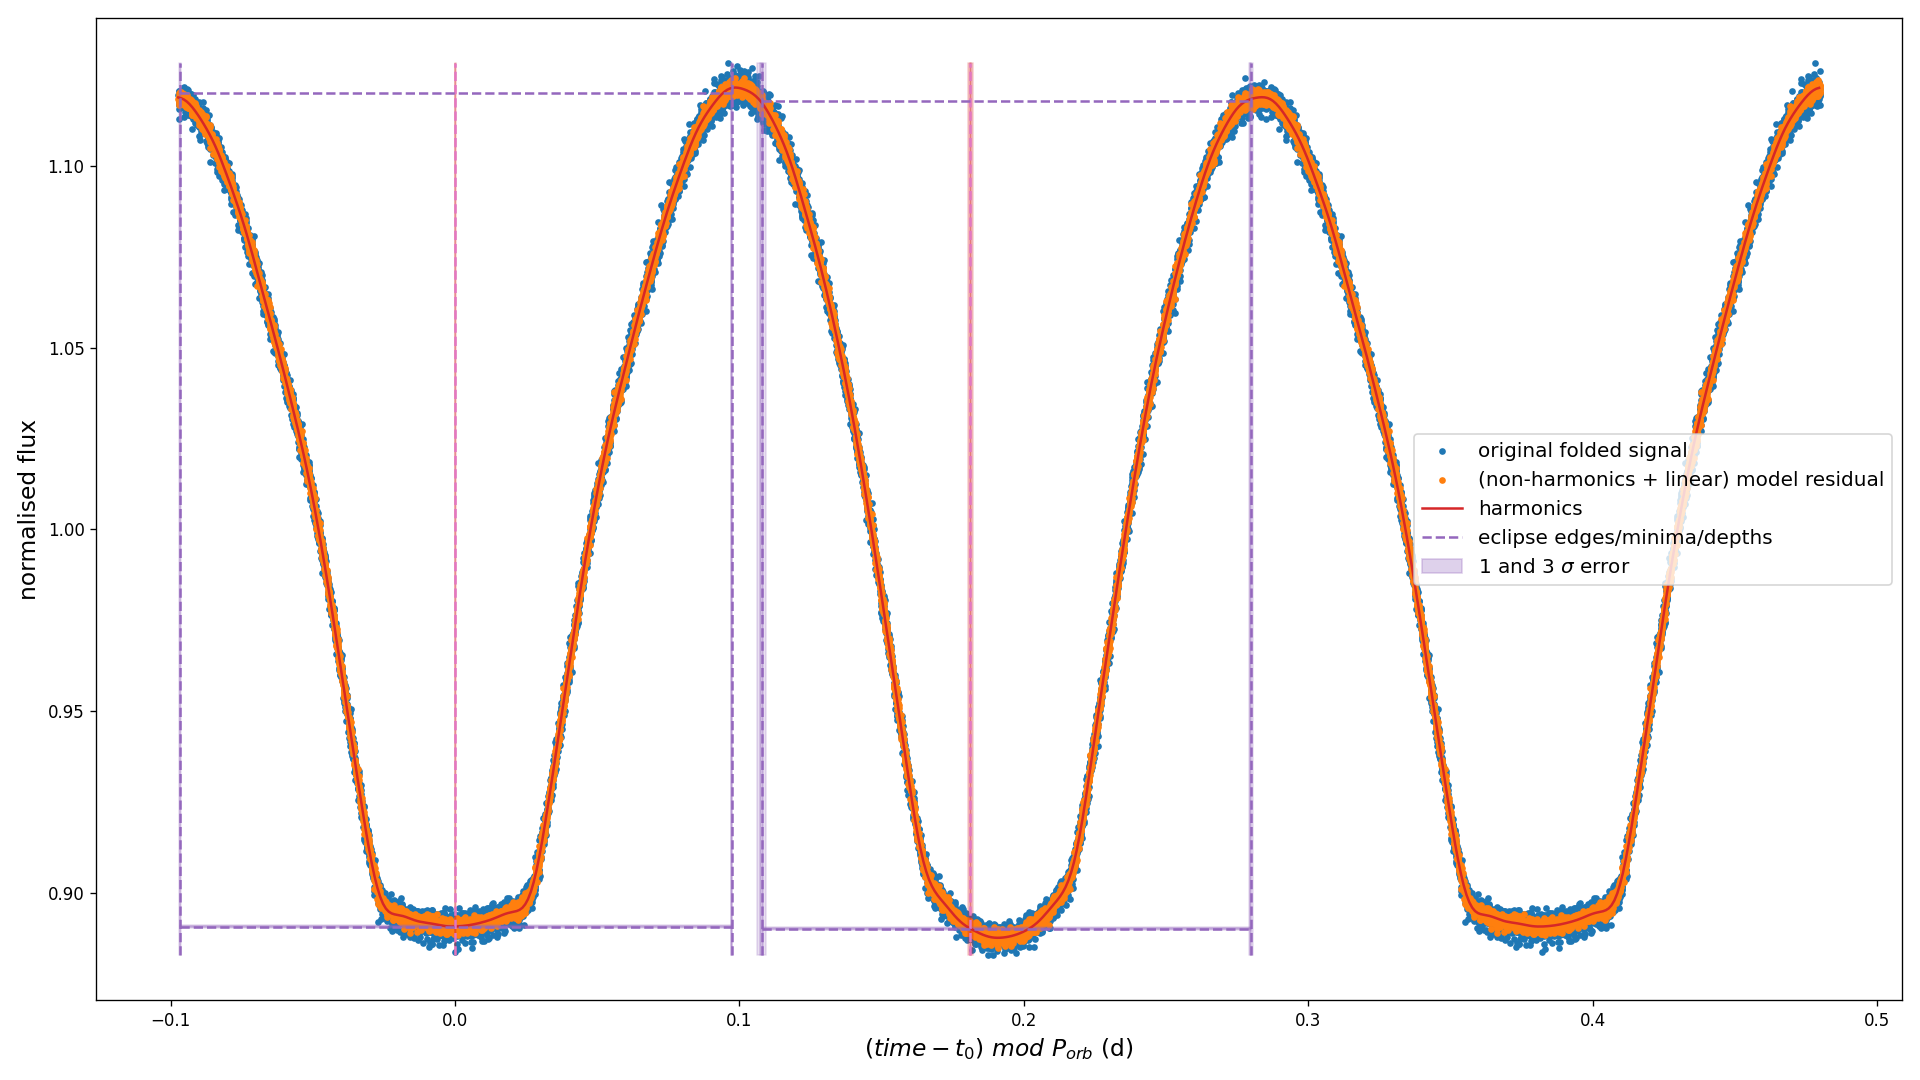 normalised flux
1.10
1.05
1.00
0.95
0.90
−0.1
0.0
0.1
0.2
0.3
0.4
0.5
(time − t₀) mod P_orb (d)
original folded signal
(non-harmonics + linear) model residual
harmonics
eclipse edges/minima/depths
1 and 3 σ error